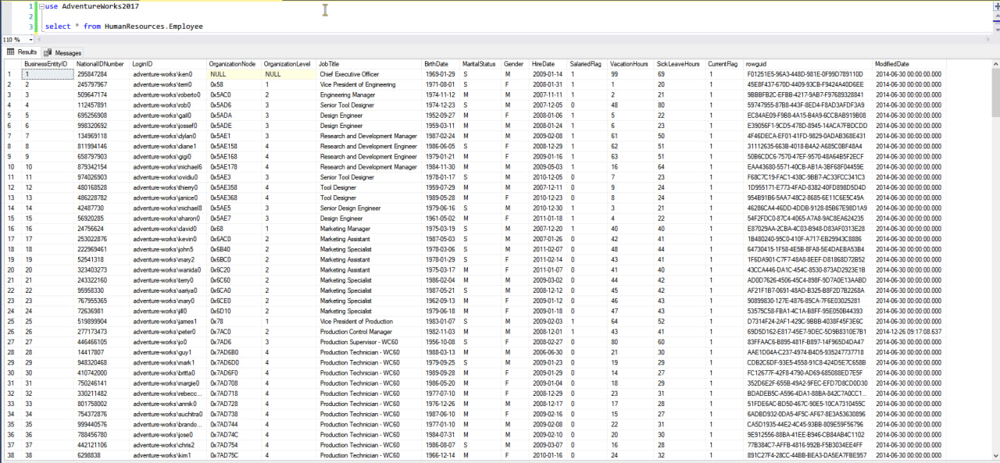 1 use AdventureWorks2017
2
3 select * from HumanResources.Employee
110 %
Results Messages
BusinessEntityID NationalIDNumber LoginID OrganizationNode OrganizationLevel JobTitle BirthDate MaritalStatus Gender HireDate SalariedFlag VacationHours SickLeaveHours CurrentFlag rowguid ModifiedDate
1 1 295847284 adventure-works\ken0 NULL NULL Chief Executive Officer 1969-01-29 S M 2009-01-14 1 99 69 1 F01251E5-96A3-448D-981E-0F99D789110D 2014-06-30 00:00:00.000
2 2 245797967 adventure-works\terri0 0x58 1 Vice President of Engineering 1971-08-01 S F 2008-01-31 1 1 20 1 45E8F437-670D-4409-93CB-F9424A40D6EE 2014-06-30 00:00:00.000
3 3 509647174 adventure-works\roberto0 0x5AC0 2 Engineering Manager 1974-11-12 M M 2007-11-11 1 2 21 1 9BBBFB2C-EFBB-4217-9AB7-F97689328841 2014-06-30 00:00:00.000
4 4 112457891 adventure-works\rob0 0x5AD6 3 Senior Tool Designer 1974-12-23 S M 2007-12-05 0 48 80 1 59747955-87B8-443F-8ED4-F8AD3AFDF3A9 2014-06-30 00:00:00.000
5 5 695256908 adventure-works\gail0 0x5ADA 3 Design Engineer 1952-09-27 M F 2008-01-06 1 5 22 1 EC84AE09-F9B8-4A15-B4A9-6CCBAB919B08 2014-06-30 00:00:00.000
6 6 998320692 adventure-works\jossef0 0x5ADE 3 Design Engineer 1959-03-11 M M 2008-01-24 1 6 23 1 E39056F1-9CD5-478D-8945-14ACA7FBDCDD 2014-06-30 00:00:00.000
7 7 134969118 adventure-works\dylan0 0x5AE1 3 Research and Development Manager 1987-02-24 M M 2009-02-08 1 61 50 1 4F46DECA-EF01-41FD-9829-0ADAB368E431 2014-06-30 00:00:00.000
8 8 811994146 adventure-works\diane1 0x5AE158 4 Research and Development Engineer 1986-06-05 S F 2008-12-29 1 62 51 1 31112635-663B-4018-B4A2-A685C0BF48A4 2014-06-30 00:00:00.000
9 9 658797903 adventure-works\gigi0 0x5AE168 4 Research and Development Engineer 1979-01-21 M F 2009-01-16 1 63 51 1 50B6CDC6-7570-47EF-9570-48A64B5F2ECF 2014-06-30 00:00:00.000
10 10 879342154 adventure-works\michael6 0x5AE178 4 Research and Development Manager 1984-11-30 M M 2009-05-03 1 16 64 1 EAA43680-5571-40CB-AB1A-3BF68F04459E 2014-06-30 00:00:00.000
11 11 974026903 adventure-works\ovidiu0 0x5AE3 3 Senior Tool Designer 1978-01-17 S M 2010-12-05 0 7 23 1 F68C7C19-FAC1-438C-9BB7-AC33FCC341C3 2014-06-30 00:00:00.000
12 12 480168528 adventure-works\thierry0 0x5AE358 4 Tool Designer 1959-07-29 M M 2007-12-11 0 9 24 1 1D955171-E773-4FAD-8382-40FD898D5D4D 2014-06-30 00:00:00.000
13 13 486228782 adventure-works\janice0 0x5AE368 4 Tool Designer 1989-05-28 M F 2010-12-23 0 8 24 1 954B91B6-5AA7-48C2-8685-6E11C6E5C49A 2014-06-30 00:00:00.000
14 14 42487730 adventure-works\michael8 0x5AE5 3 Senior Design Engineer 1979-06-16 S M 2010-12-30 1 3 21 1 46286CA4-46DD-4DDB-9128-85B67E98D1A9 2014-06-30 00:00:00.000
15 15 56920285 adventure-works\sharon0 0x5AE7 3 Design Engineer 1961-05-02 M F 2011-01-18 1 4 22 1 54F2FDC0-87C4-4065-A7A8-9AC8EA624235 2014-06-30 00:00:00.000
16 16 24756624 adventure-works\david0 0x68 1 Marketing Manager 1975-03-19 S M 2007-12-20 1 40 40 1 E87029AA-2CBA-4C03-B948-D83AF0313E28 2014-06-30 00:00:00.000
17 17 253022876 adventure-works\kevin0 0x6AC0 2 Marketing Assistant 1987-05-03 S M 2007-01-26 0 42 41 1 1B480240-95C0-410F-A717-EB29943C8886 2014-06-30 00:00:00.000
18 18 222969461 adventure-works\john5 0x6B40 2 Marketing Specialist 1978-03-06 S M 2011-02-07 0 48 44 1 64730415-1F58-4E5B-8FA8-5E4DAEBA53B4 2014-06-30 00:00:00.000
19 19 52541318 adventure-works\mary2 0x6BC0 2 Marketing Assistant 1978-01-29 S F 2011-02-14 0 43 41 1 1F6DA901-C7F7-48A8-8EEF-D81868D72B52 2014-06-30 00:00:00.000
20 20 323403273 adventure-works\wanida0 0x6C20 2 Marketing Assistant 1975-03-17 M F 2011-01-07 0 41 40 1 43CCA446-DA1C-454C-8530-873AD2923E1B 2014-06-30 00:00:00.000
21 21 243322160 adventure-works\terry0 0x6C60 2 Marketing Specialist 1986-02-04 M M 2009-03-02 0 44 42 1 AD0D7626-4506-45C4-898F-9D7A0E13AABD 2014-06-30 00:00:00.000
22 22 95958330 adventure-works\sariya0 0x6CA0 2 Marketing Specialist 1987-05-21 S M 2008-12-12 0 45 42 1 AF21F1B7-0691-48AD-B325-B8F2D7B2268A 2014-06-30 00:00:00.000
23 23 767955365 adventure-works\mary0 0x6CE0 2 Marketing Specialist 1962-09-13 M F 2009-01-12 0 46 43 1 90899830-127E-4876-85CA-7F6E03025281 2014-06-30 00:00:00.000
24 24 72636981 adventure-works\jill0 0x6D10 2 Marketing Specialist 1979-06-18 M F 2009-01-18 0 47 43 1 53575C58-FBA1-4C1A-B8FF-95E050B44393 2014-06-30 00:00:00.000
25 25 519899904 adventure-works\james1 0x78 1 Vice President of Production 1983-01-07 S M 2009-02-03 1 64 52 1 D7314F24-2AF1-429C-9BBB-4038F45F3E6C 2014-06-30 00:00:00.000
26 26 277173473 adventure-works\peter0 0x7AC0 2 Production Control Manager 1982-11-03 M M 2008-12-01 1 43 41 1 69D5D162-E817-45E7-9DEC-5D9B8310E7B1 2014-12-26 09:17:08.637
27 27 446466105 adventure-works\jo0 0x7AD6 3 Production Supervisor - WC60 1956-10-08 S F 2008-02-27 0 80 60 1 83FFAAC6-B895-481F-B897-14F965D4DA47 2014-06-30 00:00:00.000
28 28 14417807 adventure-works\guy1 0x7AD6B0 4 Production Technician - WC60 1988-03-13 M M 2006-06-30 0 21 30 1 AAE1D04A-C237-4974-B4D5-935247737718 2014-06-30 00:00:00.000
29 29 948320468 adventure-works\mark1 0x7AD6D0 4 Production Technician - WC60 1979-09-25 S M 2009-01-23 0 19 29 1 CDB2C6DF-93E5-4558-91C8-424D5E7C658B 2014-06-30 00:00:00.000
30 30 410742000 adventure-works\britta0 0x7AD6F0 4 Production Technician - WC60 1989-09-28 M F 2009-01-29 0 14 27 1 FC12677F-42F8-4790-AD69-685088ED7E5F 2014-06-30 00:00:00.000
31 31 750246141 adventure-works\margie0 0x7AD708 4 Production Technician - WC60 1986-05-20 M F 2009-01-04 0 18 29 1 352D6E2F-655B-49A2-9FEC-EFD7D8CD0D30 2014-06-30 00:00:00.000
32 32 330211482 adventure-works\rebecc... 0x7AD718 4 Production Technician - WC60 1977-07-10 M F 2008-12-29 0 23 31 1 BDADEB5C-A596-4DA1-88BA-842C7A0CC1... 2014-06-30 00:00:00.000
33 33 801758002 adventure-works\annik0 0x7AD728 4 Production Technician - WC60 1976-12-26 M M 2008-12-17 0 17 28 1 51FDE6AC-BD50-467C-90E5-10CA7310455C 2014-06-30 00:00:00.000
34 34 754372876 adventure-works\suchitra0 0x7AD738 4 Production Technician - WC60 1987-06-10 M F 2009-02-16 0 15 27 1 6ADBD932-0DA5-4F5C-AF67-8E3A53630896 2014-06-30 00:00:00.000
35 35 999440576 adventure-works\brando... 0x7AD744 4 Production Technician - WC60 1977-01-10 M M 2009-02-08 0 22 31 1 CA5D1935-44E2-4C45-93BB-809E59F56796 2014-06-30 00:00:00.000
36 36 788456780 adventure-works\jose0 0x7AD74C 4 Production Technician - WC60 1984-07-31 M M 2009-02-10 0 20 30 1 9E912556-88BA-41EE-B946-CB84AB4C1102 2014-06-30 00:00:00.000
37 37 442121106 adventure-works\chris2 0x7AD754 4 Production Technician - WC60 1986-08-07 S M 2009-03-07 0 16 28 1 77B384C7-AFFB-4816-992B-F5B3034EE4FF 2014-06-30 00:00:00.000
38 38 6298838 adventure-works\kim1 0x7AD75C 4 Production Technician - WC60 1966-12-14 M F 2010-01-16 0 24 32 1 891C27F4-28CC-44BB-BEA3-DA5EA7FBE957 2014-06-30 00:00:00.000